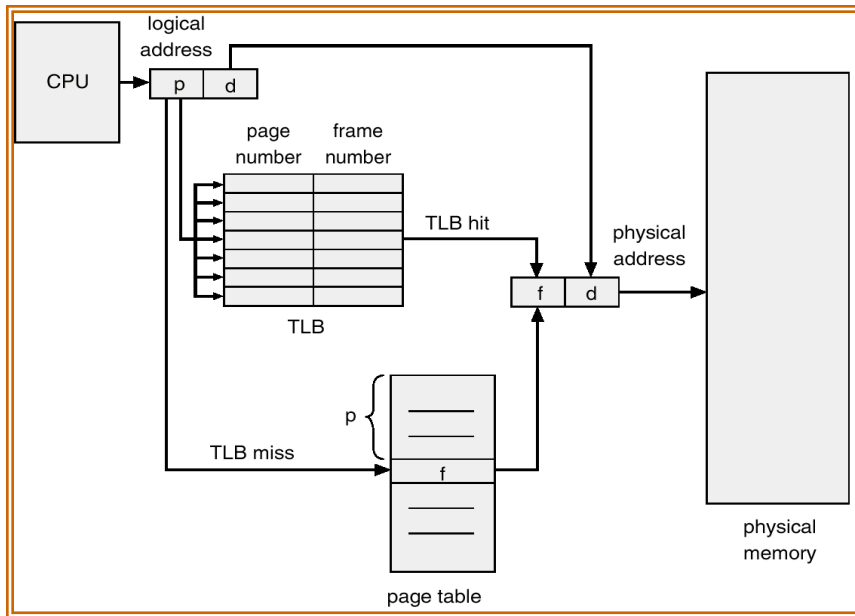 logical
address
CPU
p
d
page
number
frame
number
TLB hit
physical
address
f
d
TLB
p
TLB miss
f
physical
memory
page table